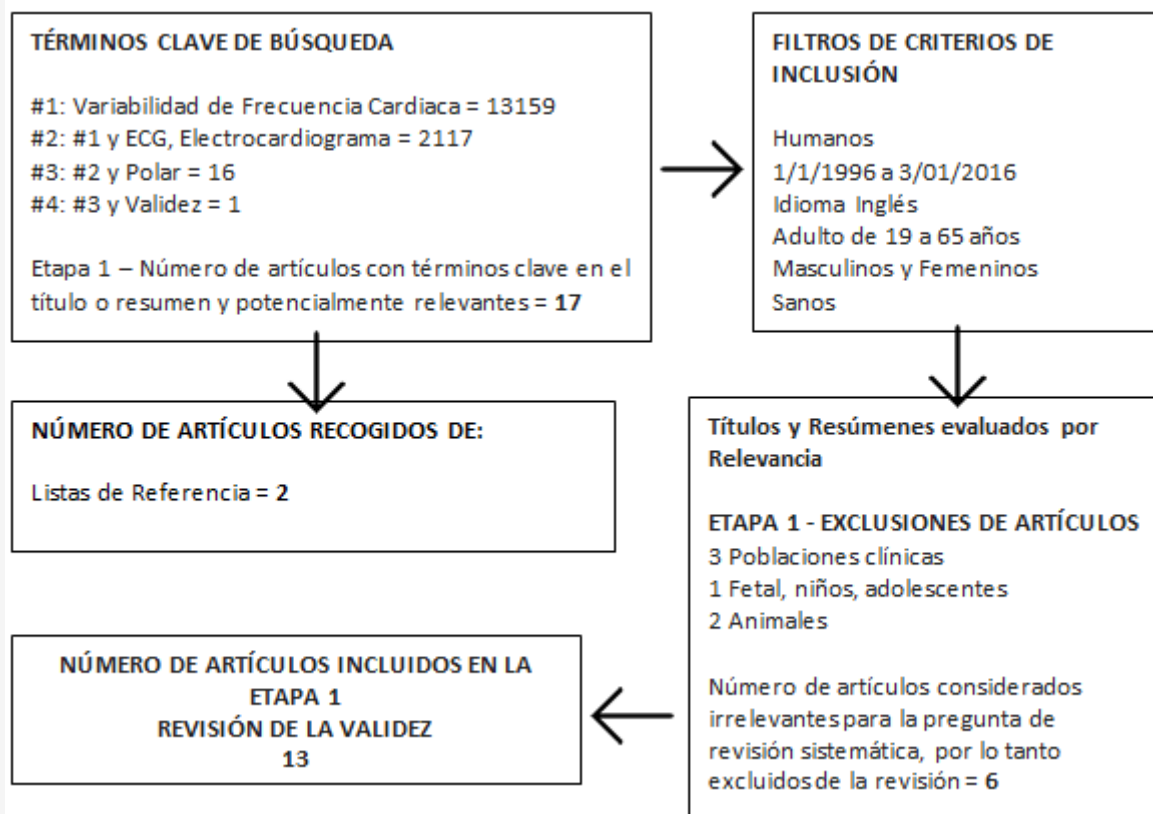 TÉRMINOS CLAVE DE BÚSQUEDA
#1: Variabilidad de Frecuencia Cardiaca = 13159
#2: #1 y ECG, Electrocardiograma = 2117
#3: #2 y Polar = 16
#4: #3 y Validez = 1
Etapa 1 – Número de artículos con términos clave en el
título o resumen y potencialmente relevantes = 17
FILTROS DE CRITERIOS DE
INCLUSIÓN
Humanos
1/1/1996 a 3/01/2016
Idioma Inglés
Adulto de 19 a 65 años
Masculinos y Femeninos
Sanos
NÚMERO DE ARTÍCULOS RECOGIDOS DE:
Listas de Referencia = 2
Títulos y Resúmenes evaluados por
Relevancia
ETAPA 1 - EXCLUSIONES DE ARTÍCULOS
3 Poblaciones clínicas
1 Fetal, niños, adolescentes
2 Animales
Número de artículos considerados
irrelevantes para la pregunta de
revisión sistemática, por lo tanto
excluidos de la revisión = 6
NÚMERO DE ARTÍCULOS INCLUIDOS EN LA
ETAPA 1
REVISIÓN DE LA VALIDEZ
13